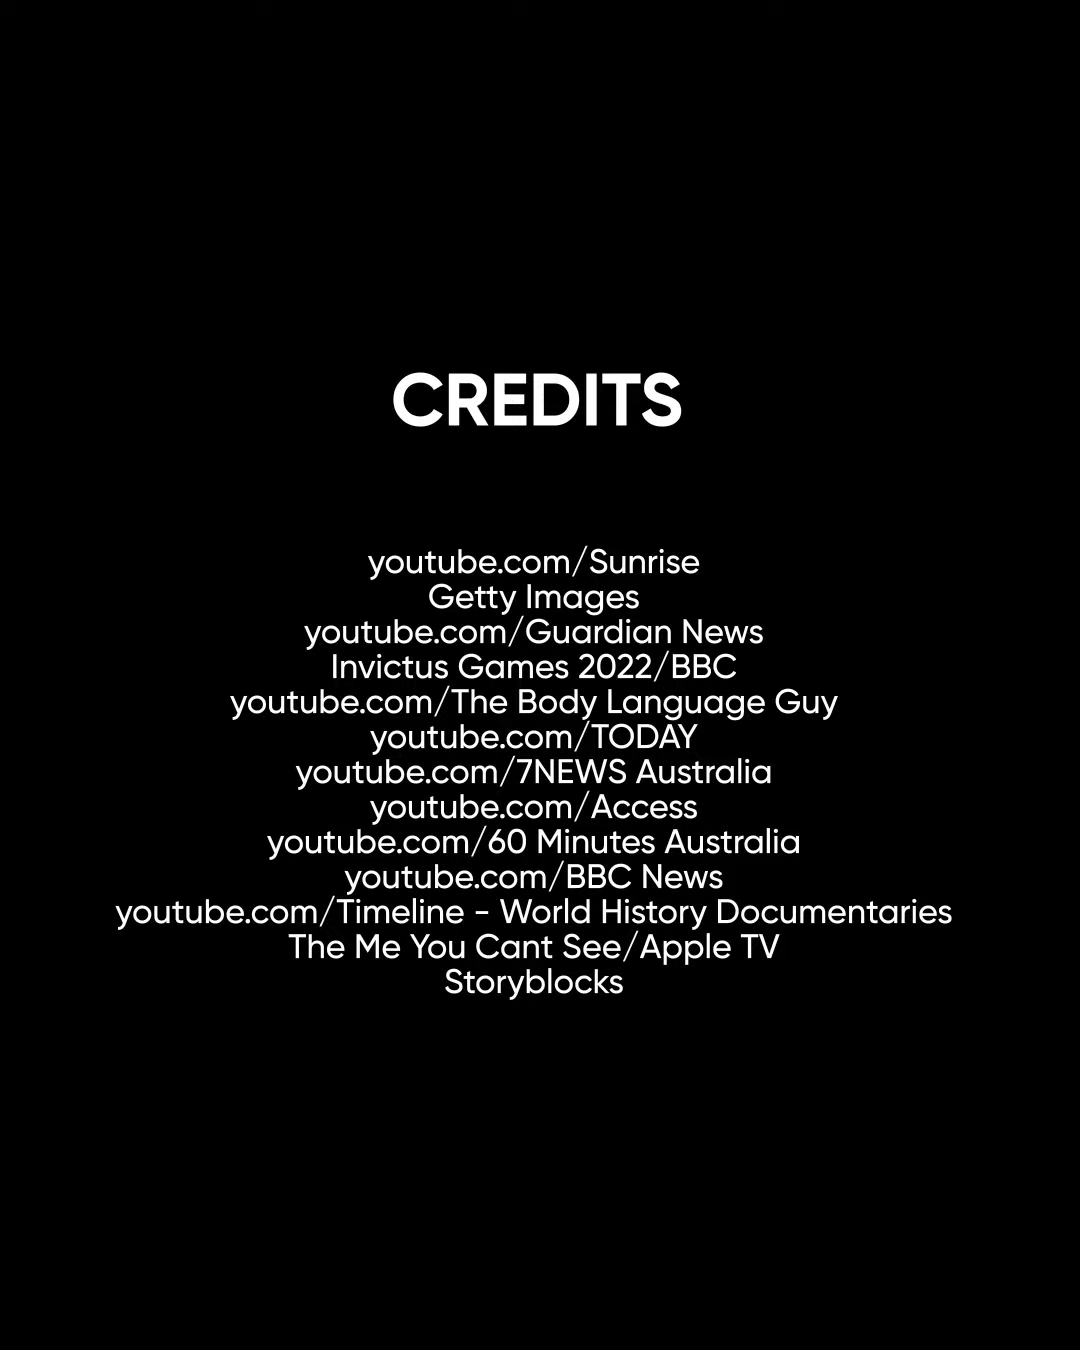 CREDITS
youtube.com/Sunrise
Getty Images
youtube.com/Guardian News
Invictus Games 2022/BBC
youtube.com/The Body Language Guy
youtube.com/TODAY
youtube.com/7NEWS Australia
youtube.com/Access
youtube.com/60 Minutes Australia
youtube.com/BBC News
youtube.com/Timeline - World History Documentaries
The Me You Cant See/Apple TV
Storyblocks